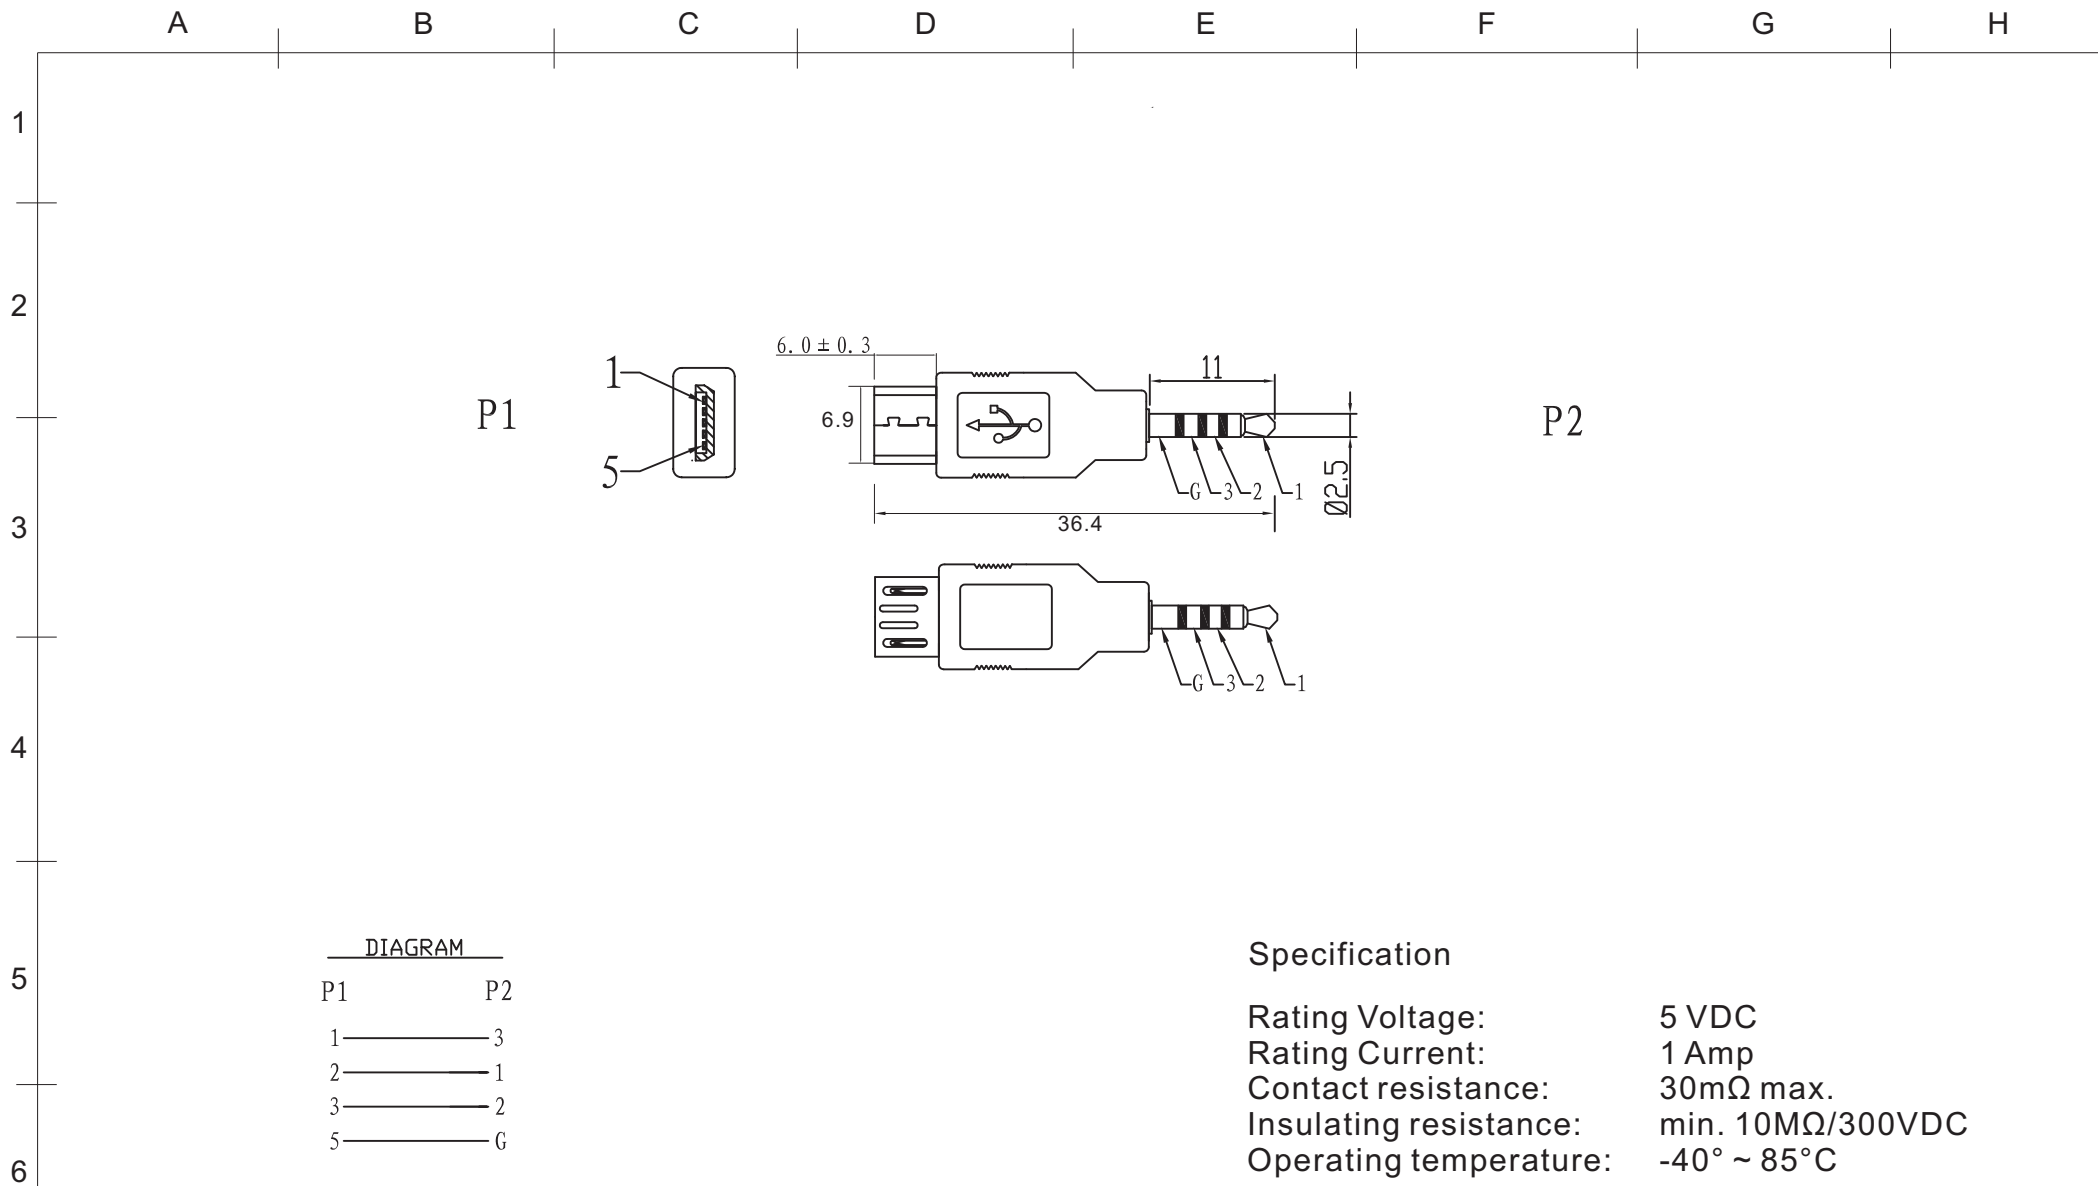 A B C D E F G H
1
2
6.0±0.3
11
1
P1
6.9
P2
5
G 3 2 1
Ø2.5
3
36.4
G 3 2 1
4
DIAGRAM
P1 P2
1 3
2 1
3 2
5 G
5
6
Specification
Rating Voltage: 5 VDC
Rating Current: 1 Amp
Contact resistance: 30mΩ max.
Insulating resistance: min. 10MΩ/300VDC
Operating temperature: -40° ~ 85°C